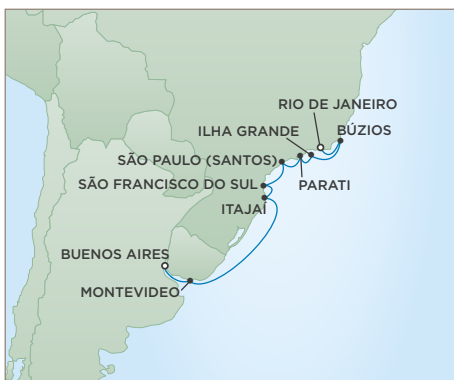 RIO DE JANEIRO
ILHA GRANDE
BÚZIOS
SÃO PAULO (SANTOS)
PARATI
SÃO FRANCISCO DO SUL
ITAJAÍ
BUENOS AIRES
MONTEVIDEO